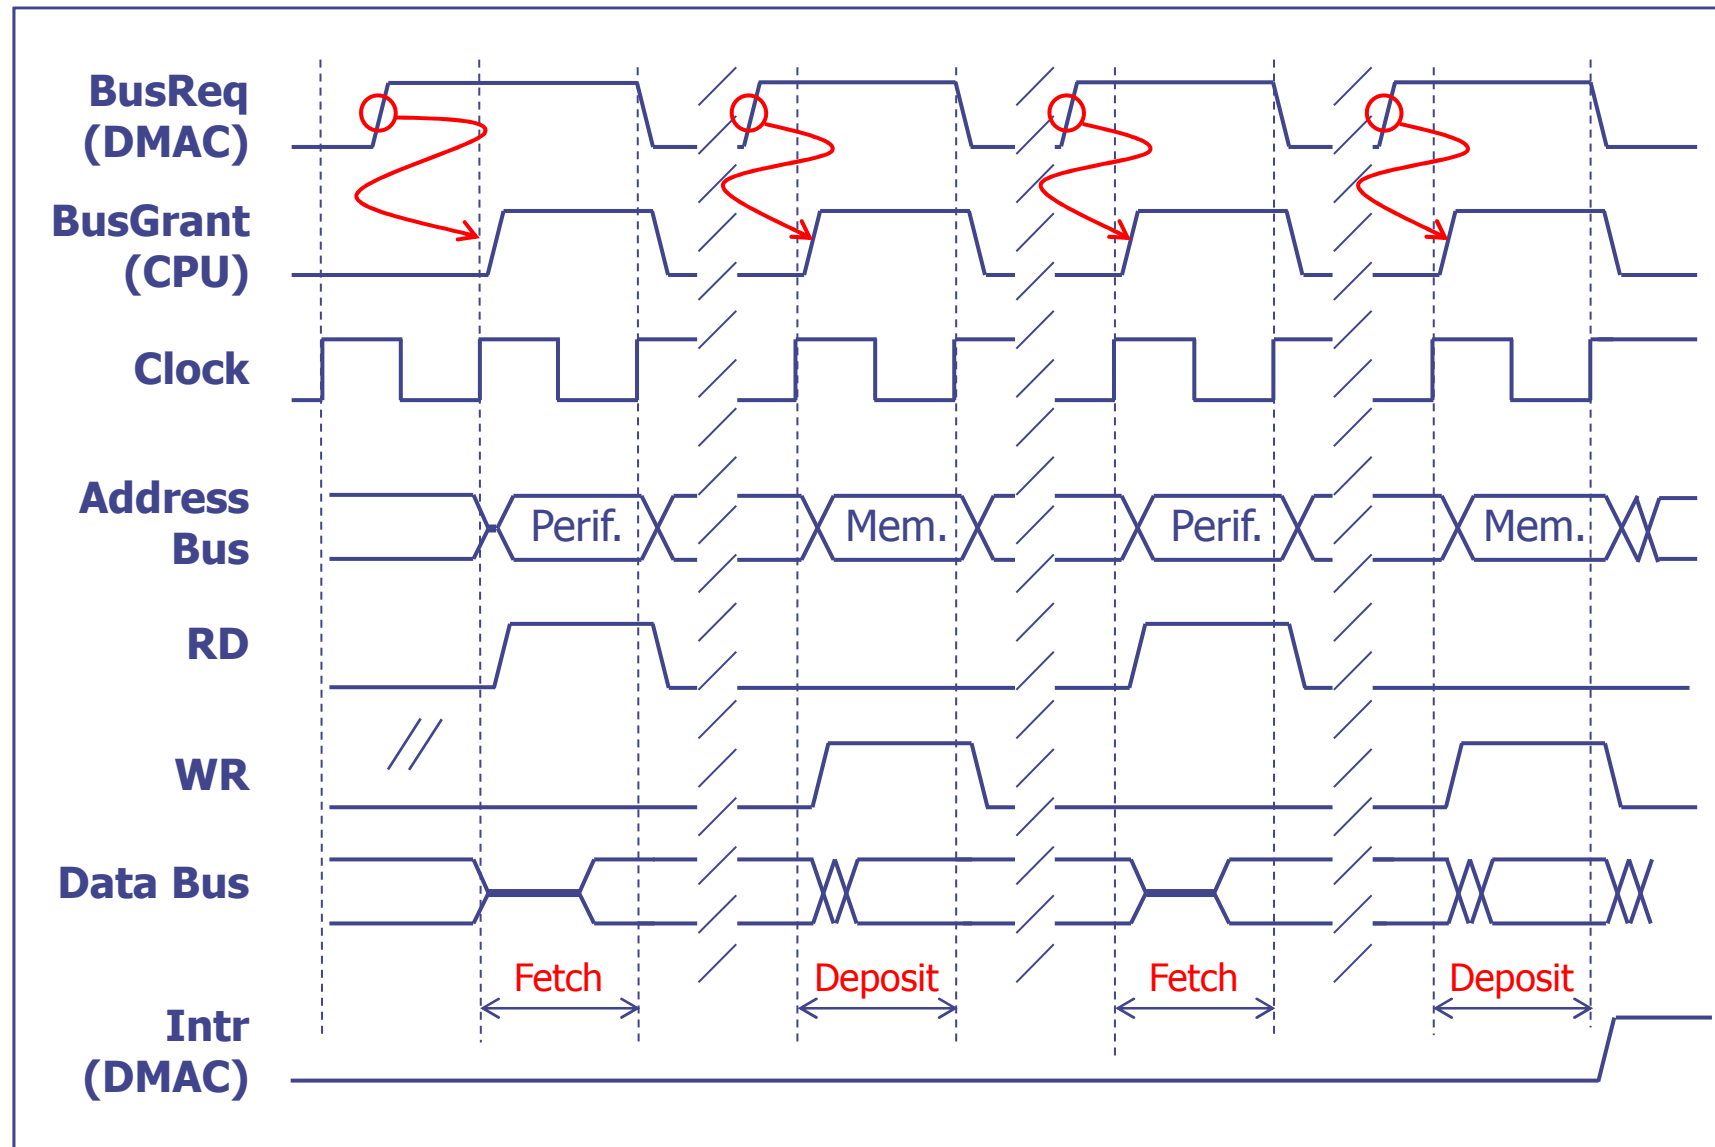 BusReq
(DMAC)
BusGrant
(CPU)
Clock
Address
Bus
Perif.
Mem.
Perif.
Mem.
RD
WR
Data Bus
Fetch
Deposit
Fetch
Deposit
Intr
(DMAC)